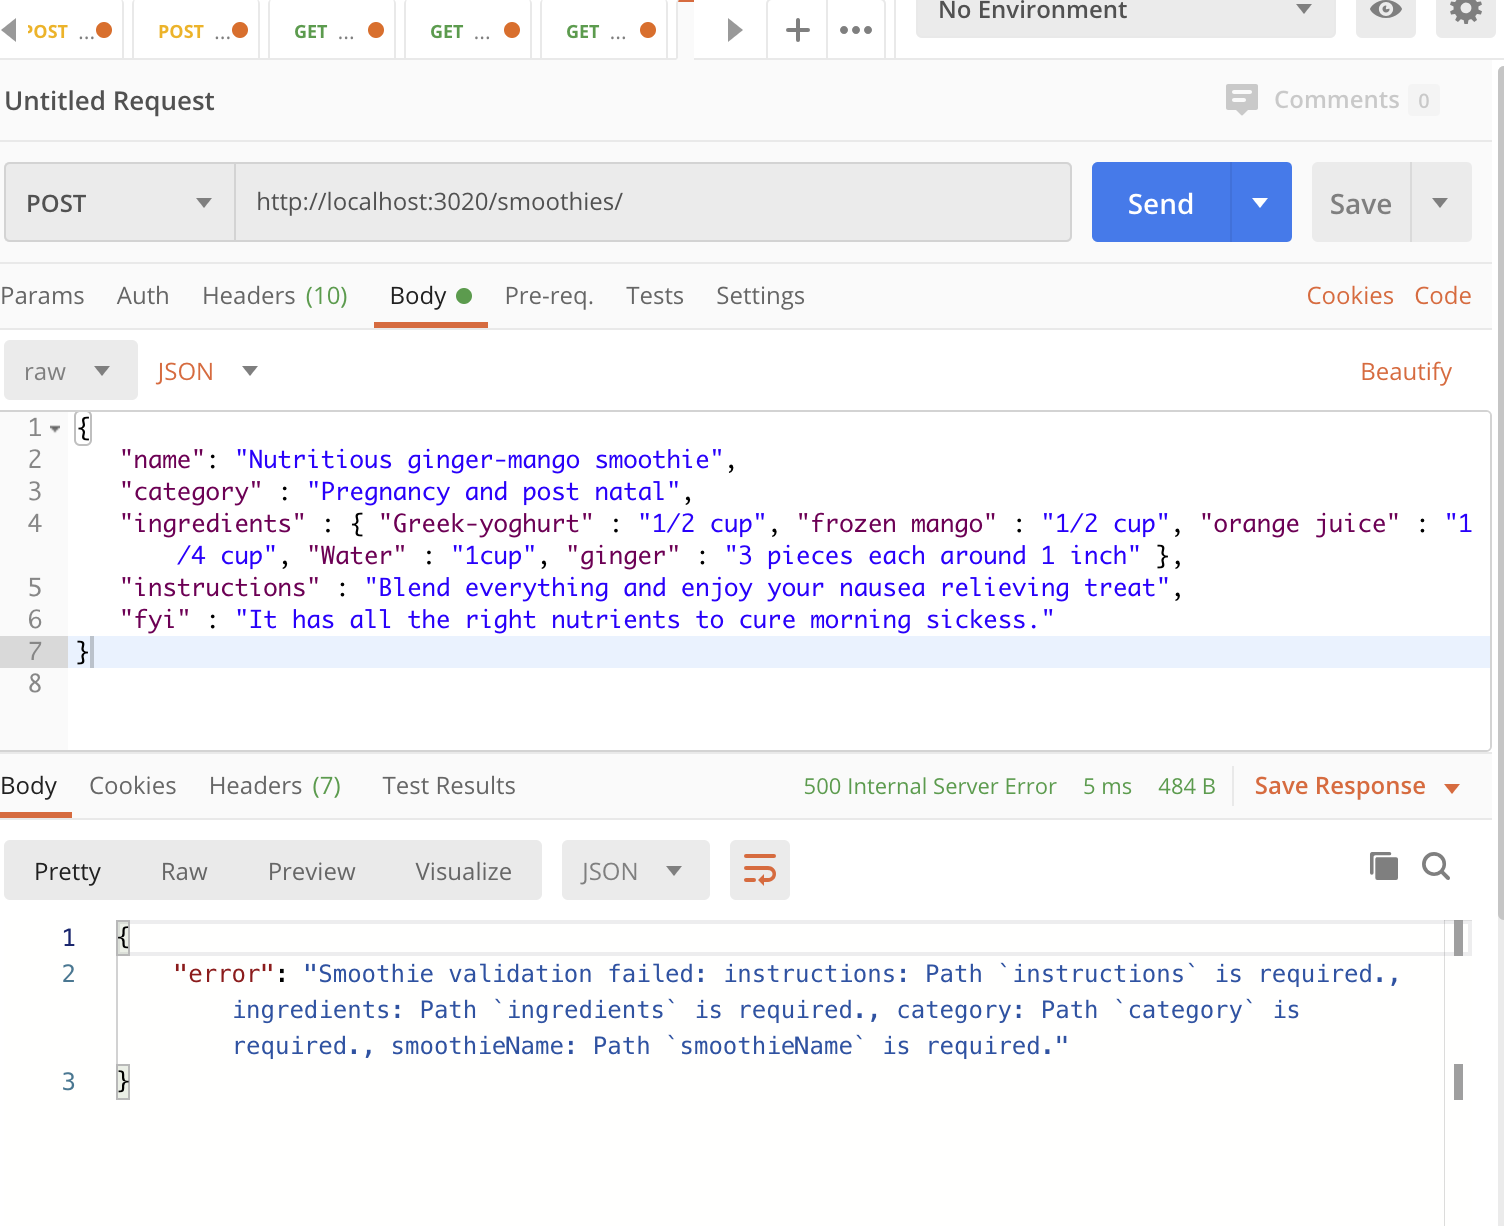 POST ... POST ... GET ... GET ... GET ... No Environment
Untitled Request Comments 0
POST http://localhost:3020/smoothies/ Send Save
Params Auth Headers (10) Body Pre-req. Tests Settings Cookies Code
raw JSON Beautify
1 {
2 "name": "Nutritious ginger-mango smoothie",
3 "category" : "Pregnancy and post natal",
4 "ingredients" : { "Greek-yoghurt" : "1/2 cup", "frozen mango" : "1/2 cup", "orange juice" : "1
/4 cup", "Water" : "1cup", "ginger" : "3 pieces each around 1 inch" },
5 "instructions" : "Blend everything and enjoy your nausea relieving treat",
6 "fyi" : "It has all the right nutrients to cure morning sickess."
7 }
8
Body Cookies Headers (7) Test Results 500 Internal Server Error 5 ms 484 B Save Response
Pretty Raw Preview Visualize JSON
1 {
2 "error": "Smoothie validation failed: instructions: Path `instructions` is required.,
ingredients: Path `ingredients` is required., category: Path `category` is
required., smoothieName: Path `smoothieName` is required."
3 }